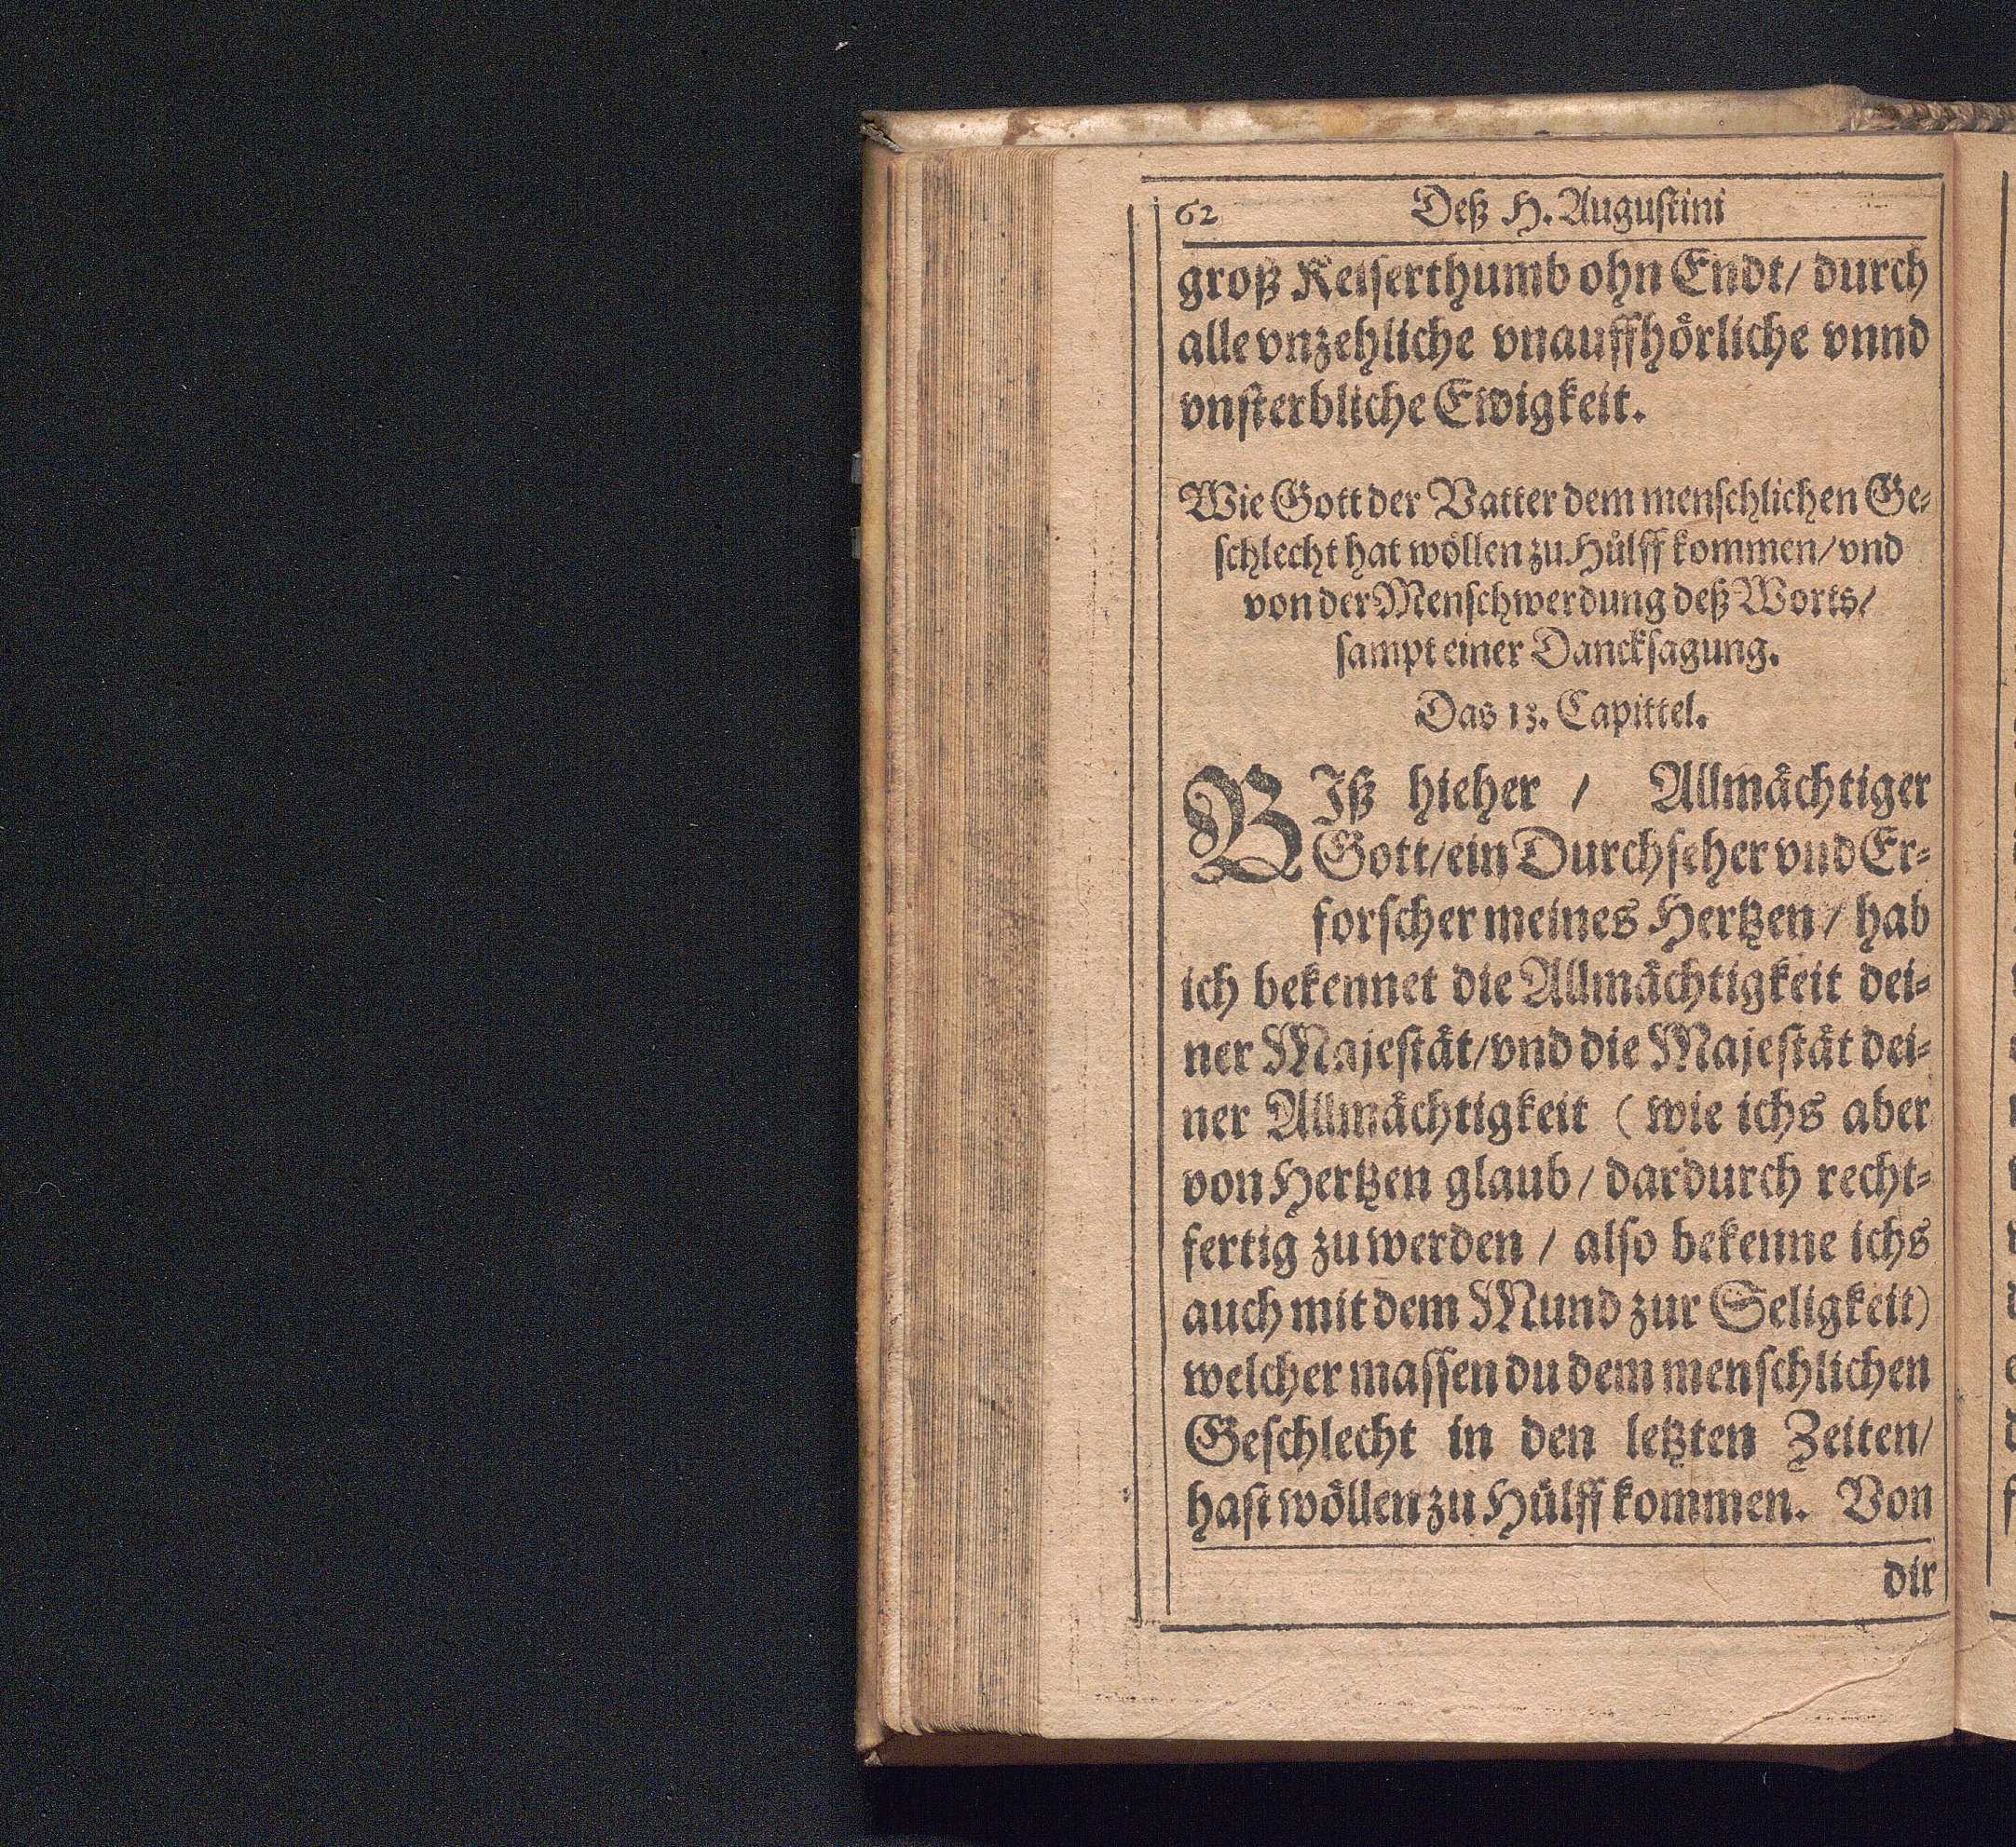 62 Deß H. Augustini
groß Keiserthumb ohn Endt/ durch
alle vnzehliche vnauffhörliche vnnd
vnsterbliche Ewigkeit.
Wie Gott der Vatter dem menschlichen Ge-
schlecht hat wöllen zu Hülff kommen/ vnd
von der Menschwerdung deß Worts/
sampt einer Dancksagung.
Das 13. Capittel.
BIß hieher / Allmächtiger
Gott/ ein Durchseher vnd Er-
forscher meines Hertzen/ hab
ich bekennet die Allmächtigkeit dei-
ner Majestät/ vnd die Majestät dei-
ner Allmächtigkeit ( wie ichs aber
von Hertzen glaub/ dardurch recht-
fertig zu werden / also bekenne ichs
auch mit dem Mund zur Seligkeit)
welcher massen du dem menschlichen
Geschlecht in den letzten Zeiten/
hast wöllen zu Hülff kommen. Von
dir